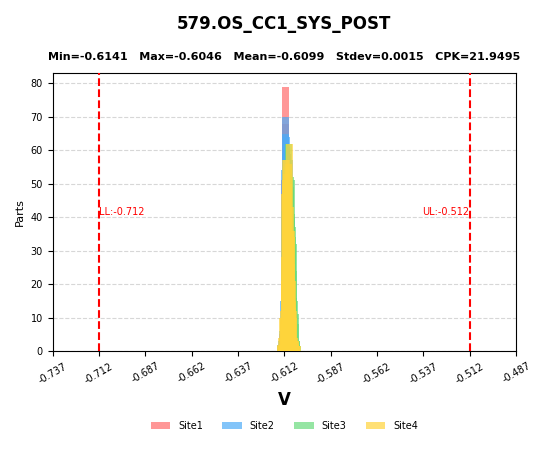 579.OS_CC1_SYS_POST
Min=-0.6141   Max=-0.6046   Mean=-0.6099   Stdev=0.0015   CPK=21.9495
80
70
60
50
40
30
20
10
0
Parts
LL:-0.712
UL:-0.512
-0.737
-0.712
-0.687
-0.662
-0.637
-0.612
-0.587
-0.562
-0.537
-0.512
-0.487
V
Site1   Site2   Site3   Site4